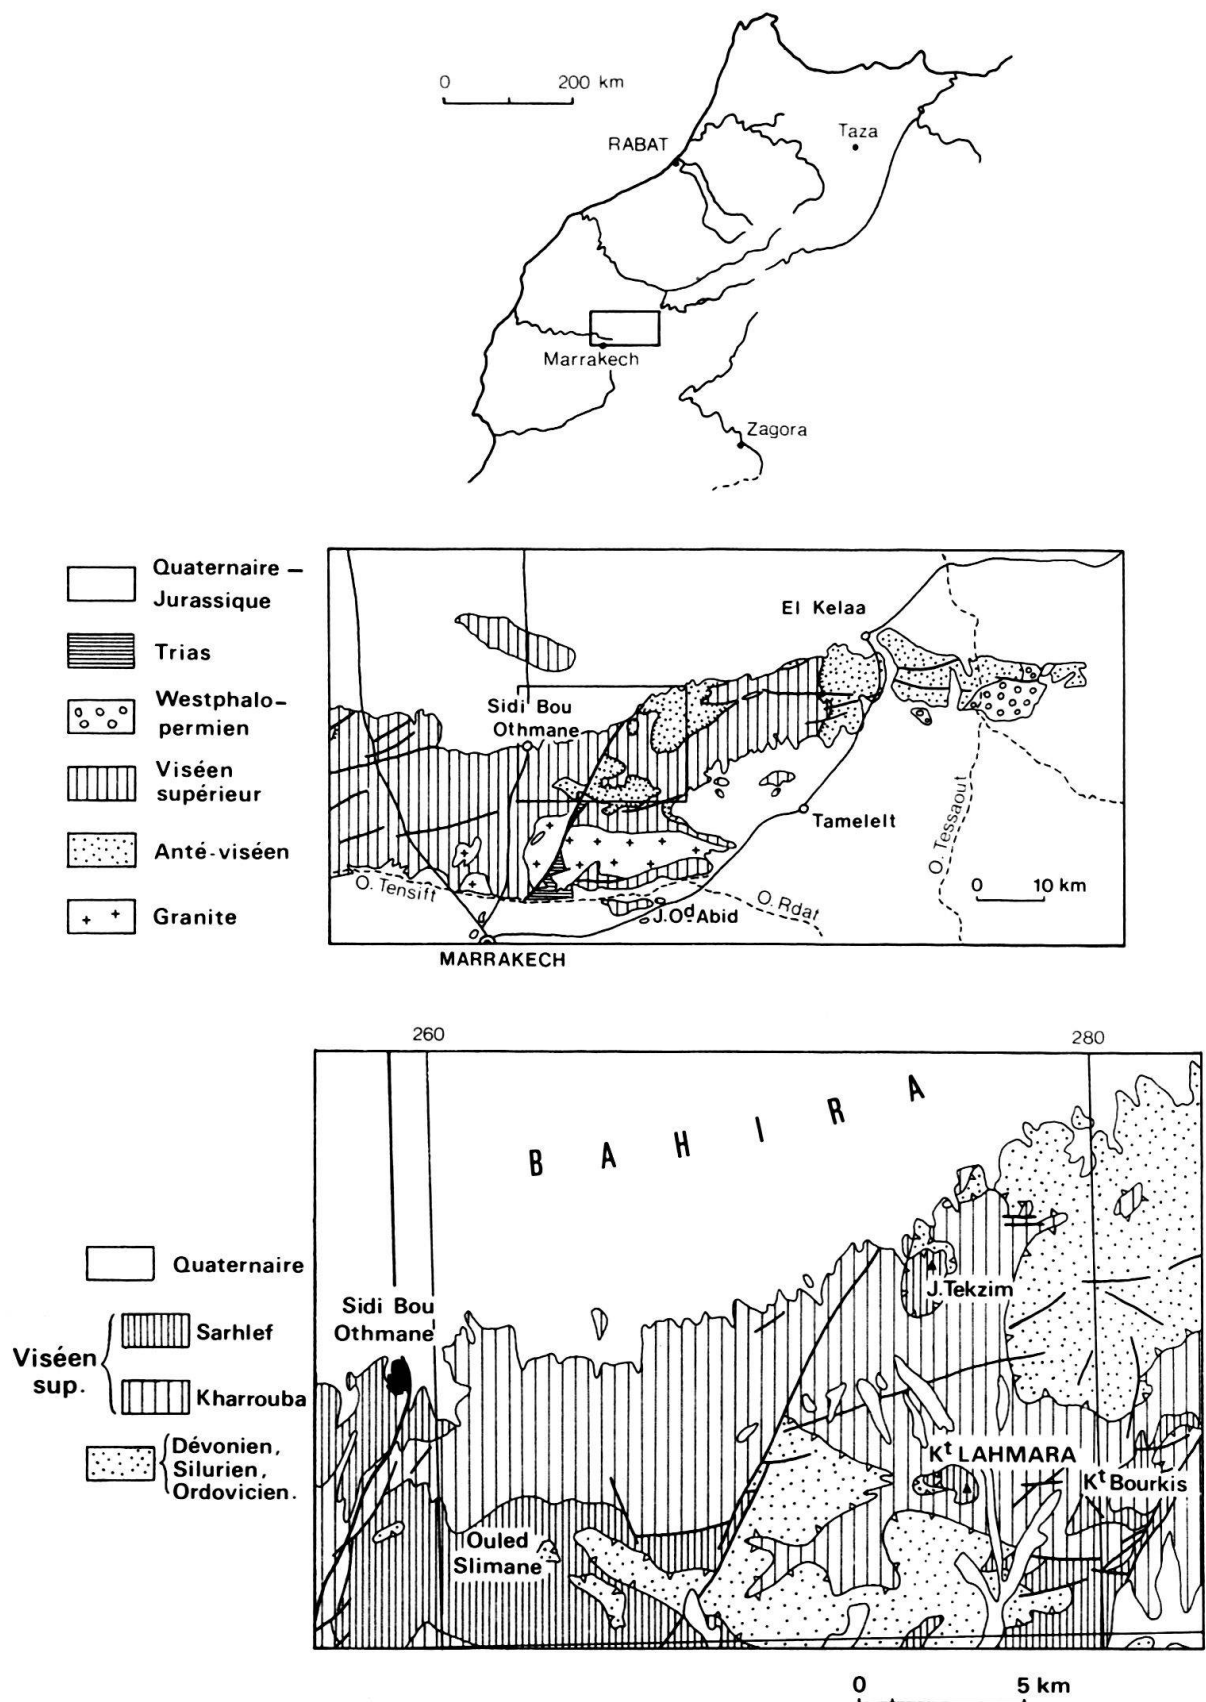 0 200 km
RABAT
Taza
Marrakech
Zagora
Quaternaire –
Jurassique
Trias
Westphalo-
permien
Viséen
supérieur
Anté-viséen
Granite
El Kelaa
Sidi Bou
Othmane
Tamelelt
O. Tessaout
0 10 km
O. Tensift
O. Rdat
J.Od Abid
MARRAKECH
260
280
BAHIRA
Quaternaire
Viséen
sup.
Sarhlef
Kharrouba
Dévonien,
Silurien,
Ordovicien.
Sidi Bou
Othmane
J.Tekzim
Kt LAHMARA
Kt Bourkis
Ouled
Slimane
0 5 km